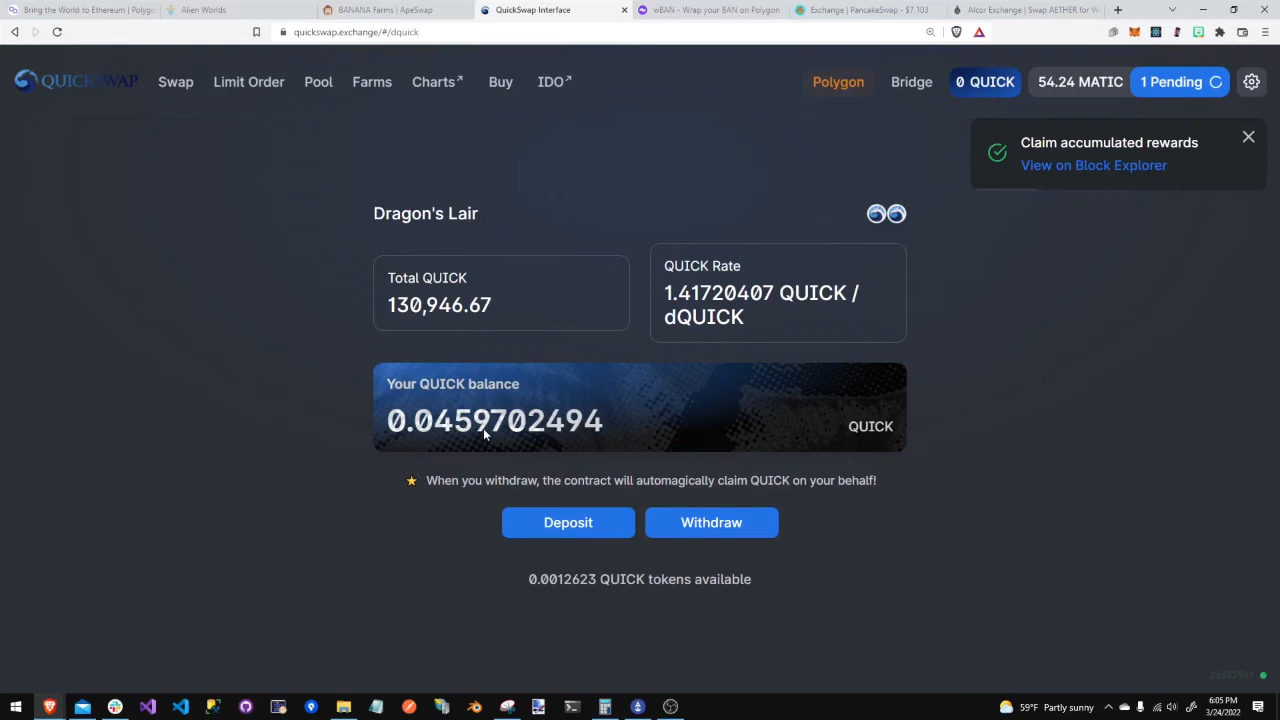 Bring the World to Ethereum | Polygo
Alien Worlds
BANANA Farms | ApeSwap
QuickSwap Interface
wBAN - Wrap your BAN on Polygon
Exchange | PancakeSwap - $7.103
Alcor Exchange | Swap AETHER for W
quickswap.exchange/#/dquick
QUICKSWAP
Swap
Limit Order
Pool
Farms
Charts↗
Buy
IDO↗
Polygon
Bridge
0 QUICK
54.24 MATIC
1 Pending
Claim accumulated rewards
View on Block Explorer
Dragon's Lair
Total QUICK
130,946.67
QUICK Rate
1.41720407 QUICK /
dQUICK
Your QUICK balance
0.0459702494
QUICK
When you withdraw, the contract will automagically claim QUICK on your behalf!
Deposit
Withdraw
0.0012623 QUICK tokens available
59°F Partly sunny
6:05 PM
3/24/2022